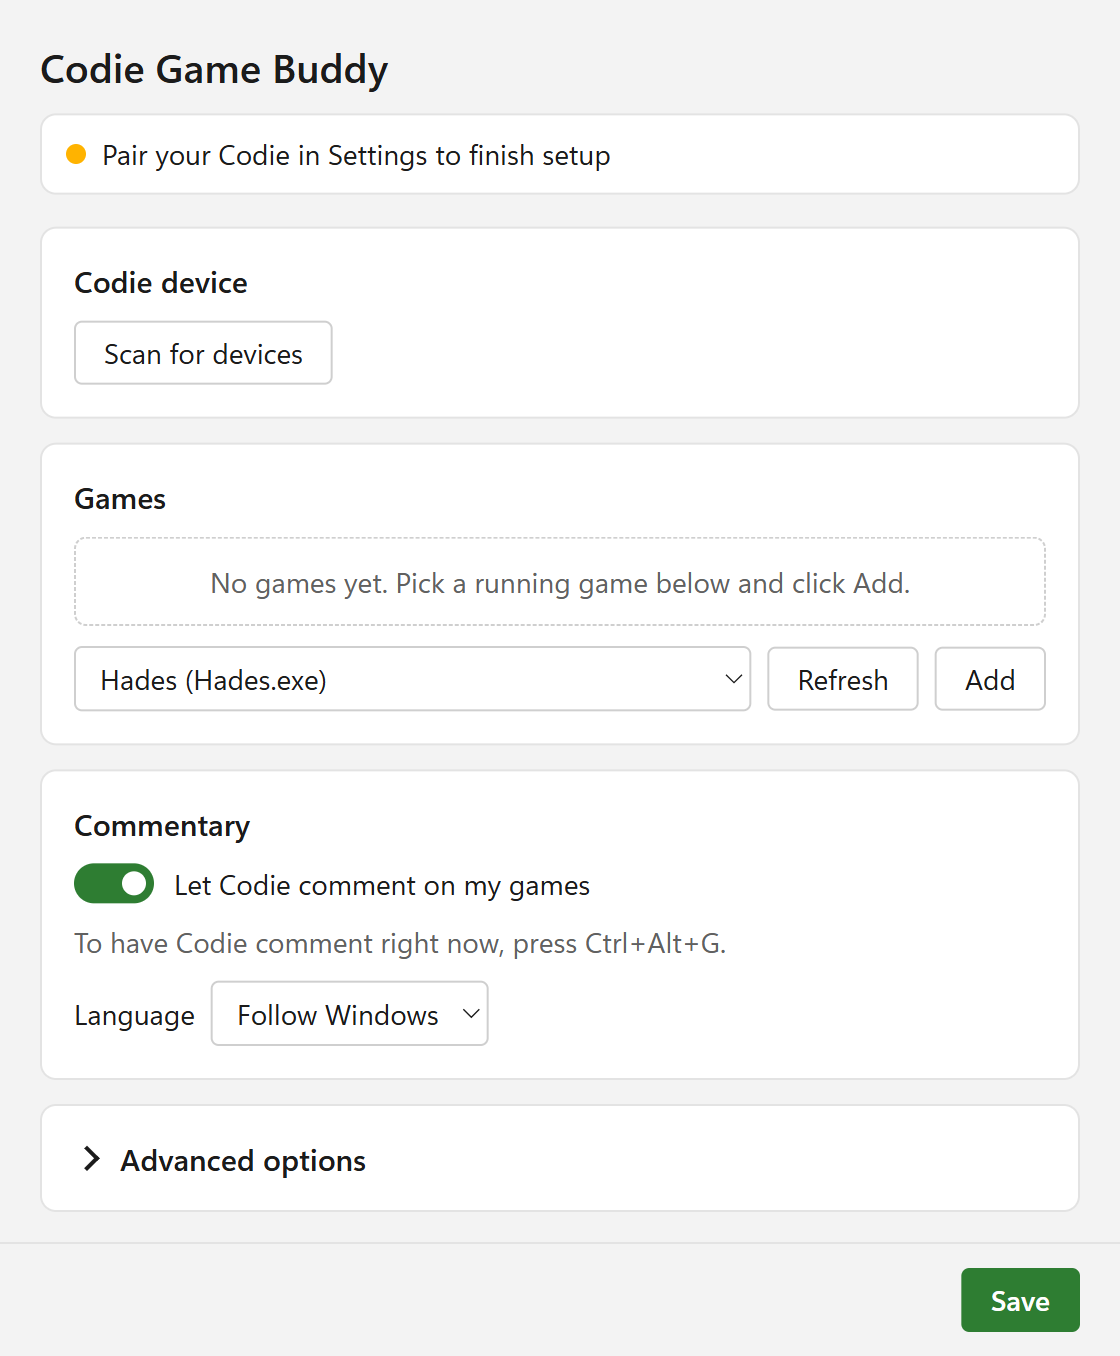 Codie Game Buddy
Pair your Codie in Settings to finish setup
Codie device
Scan for devices
Games
No games yet. Pick a running game below and click Add.
Hades (Hades.exe)
Refresh
Add
Commentary
Let Codie comment on my games
To have Codie comment right now, press Ctrl+Alt+G.
Language
Follow Windows
Advanced options
Save